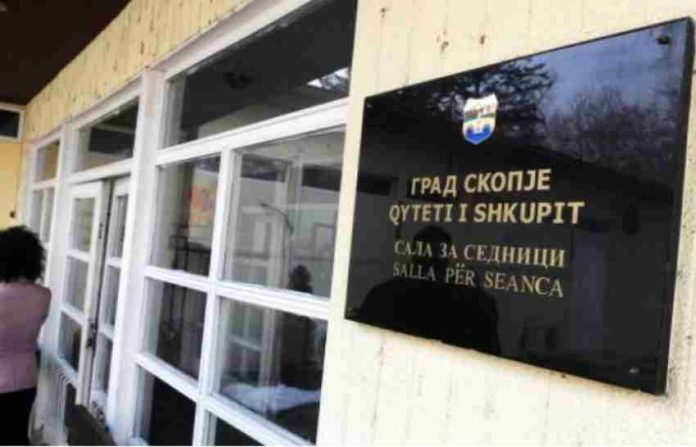 ГРАД СКОПЈЕ
QYTETI I SHKUPIT
САЛА ЗА СЕДНИЦИ
SALLA PËR SEANCA